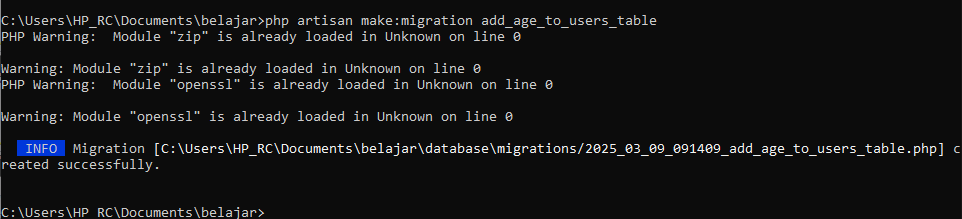 C:\Users\HP_RC\Documents\belajar>php artisan make:migration add_age_to_users_table
PHP Warning:  Module "zip" is already loaded in Unknown on line 0
Warning: Module "zip" is already loaded in Unknown on line 0
PHP Warning:  Module "openssl" is already loaded in Unknown on line 0
Warning: Module "openssl" is already loaded in Unknown on line 0
INFO  Migration [C:\Users\HP_RC\Documents\belajar\database\migrations/2025_03_09_091409_add_age_to_users_table.php] c
reated successfully.
C:\Users\HP_RC\Documents\belajar>